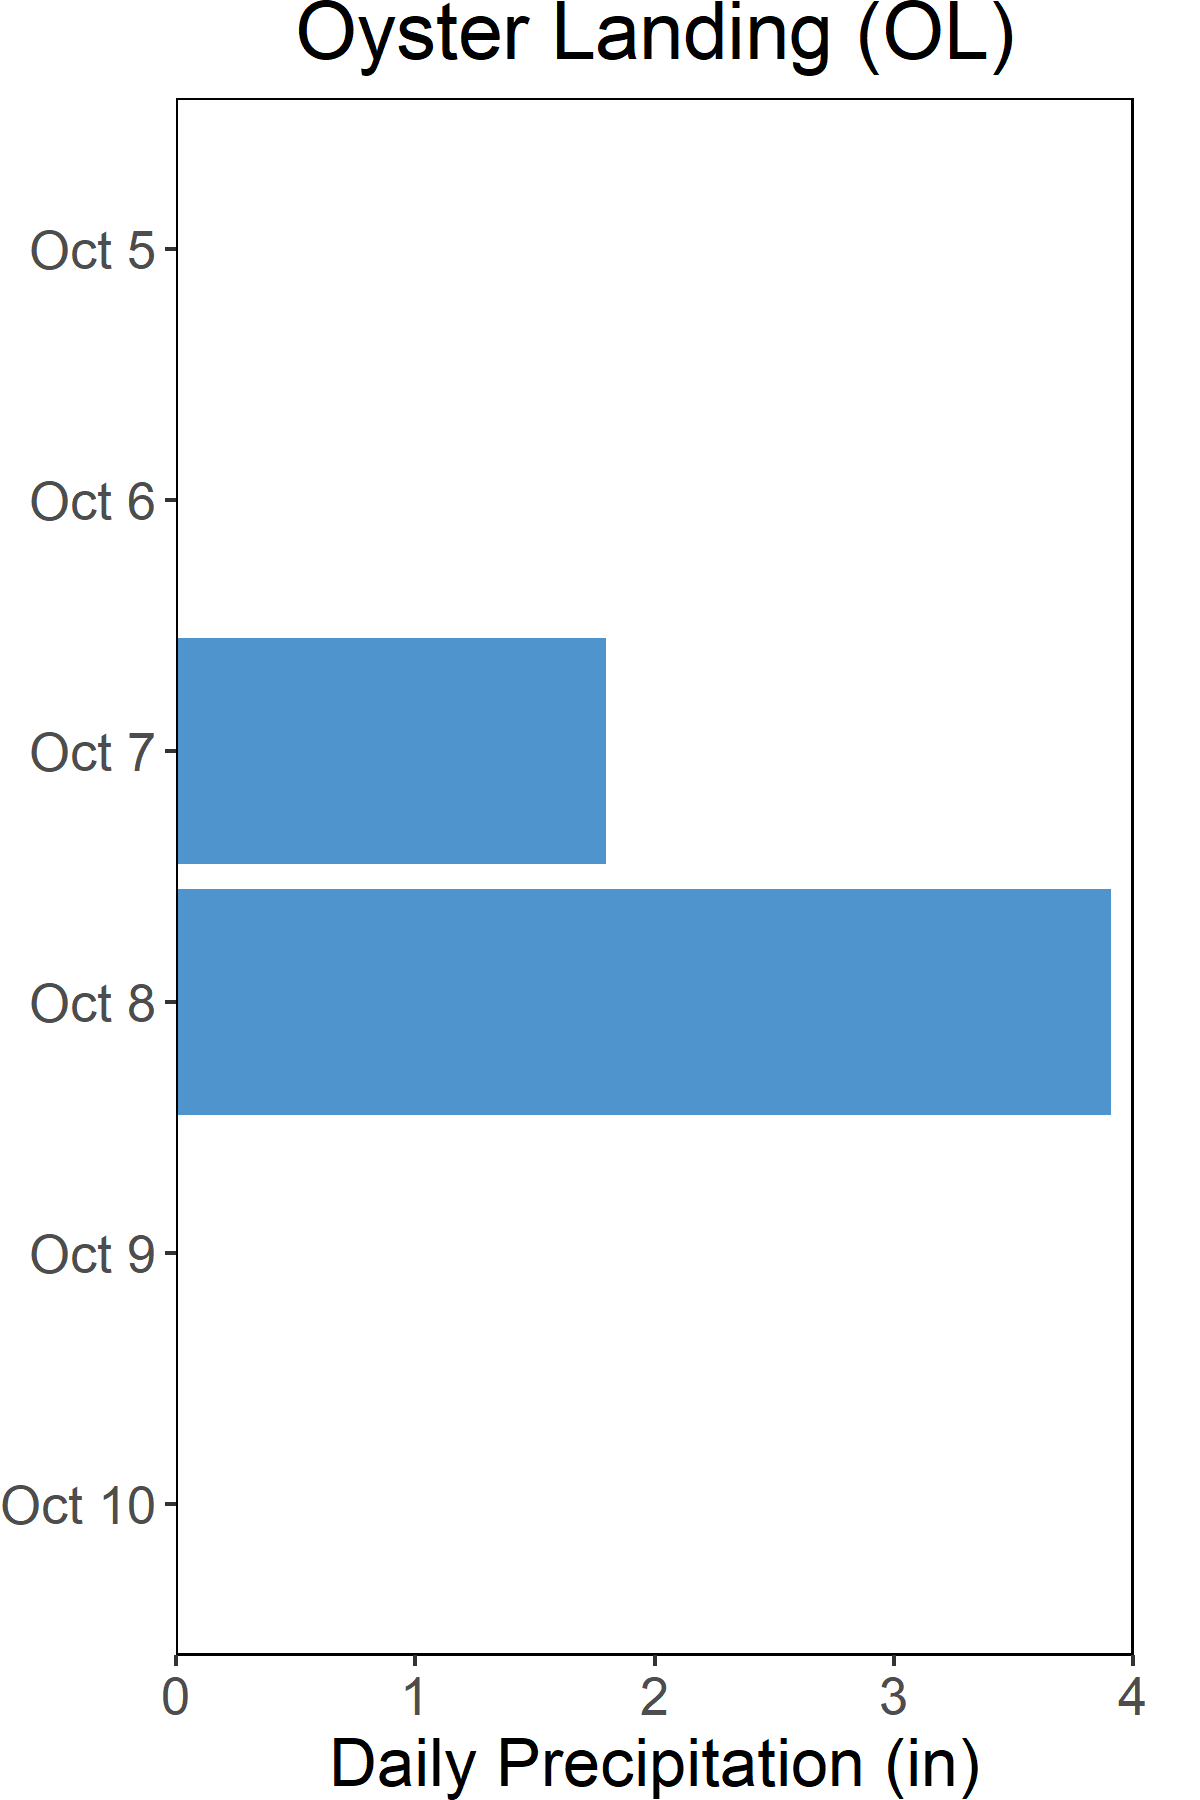 Oyster Landing (OL)
Oct 5
Oct 6
Oct 7
Oct 8
Oct 9
Oct 10
0 1 2 3 4
Daily Precipitation (in)